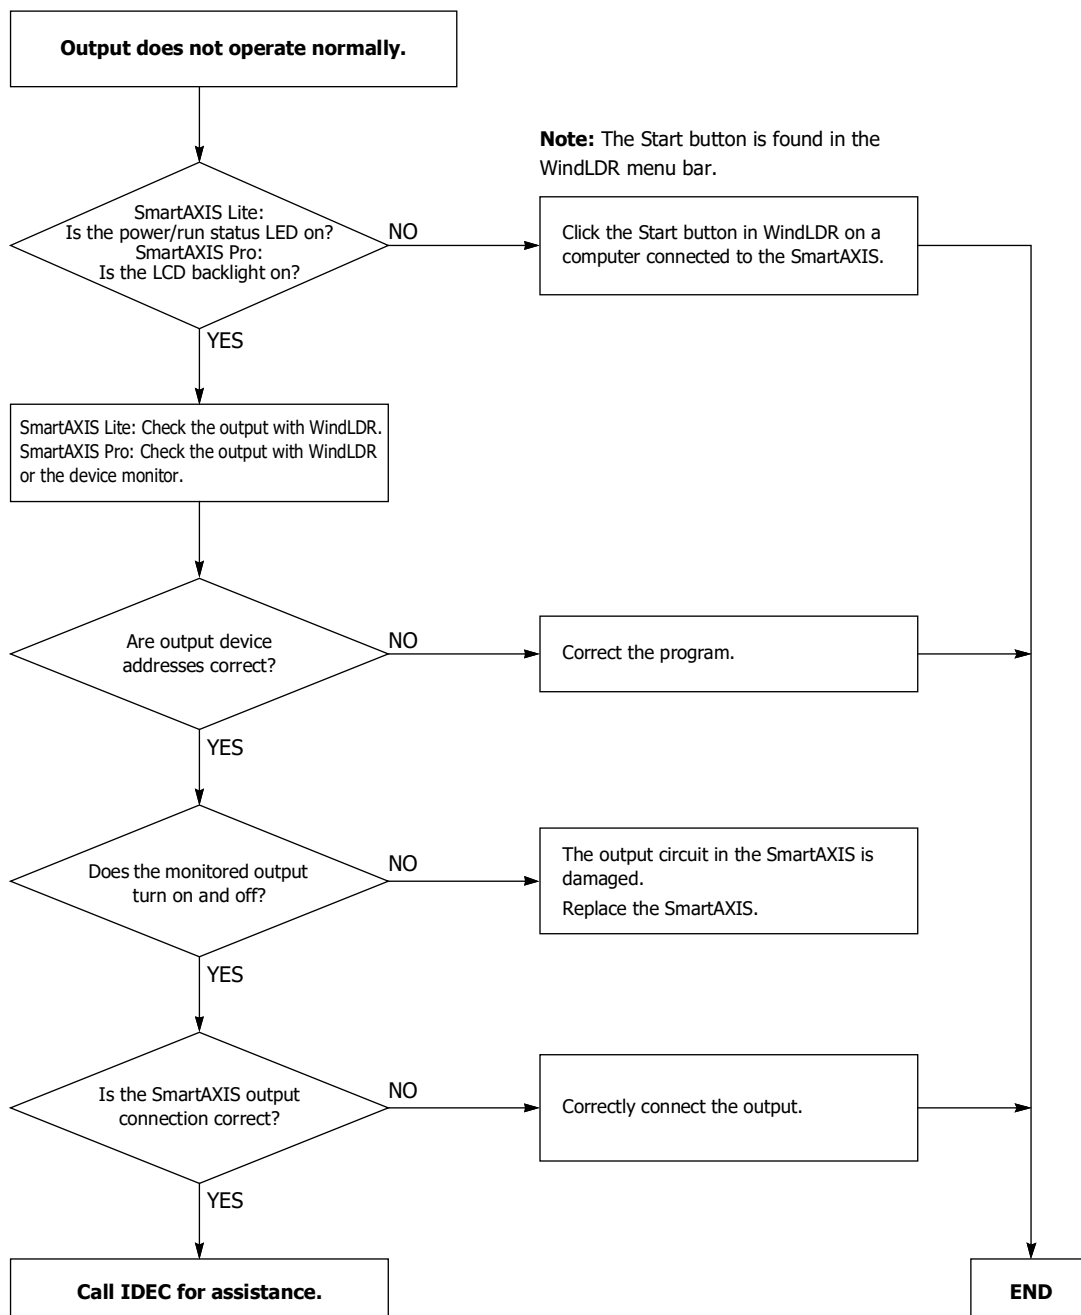 Output does not operate normally.
Note: The Start button is found in the
WindLDR menu bar.
SmartAXIS Lite:
Is the power/run status LED on?
SmartAXIS Pro:
Is the LCD backlight on?
NO
Click the Start button in WindLDR on a
computer connected to the SmartAXIS.
YES
SmartAXIS Lite: Check the output with WindLDR.
SmartAXIS Pro: Check the output with WindLDR
or the device monitor.
Are output device
addresses correct?
NO
Correct the program.
YES
Does the monitored output
turn on and off?
NO
The output circuit in the SmartAXIS is
damaged.
Replace the SmartAXIS.
YES
Is the SmartAXIS output
connection correct?
NO
Correctly connect the output.
YES
Call IDEC for assistance.
END